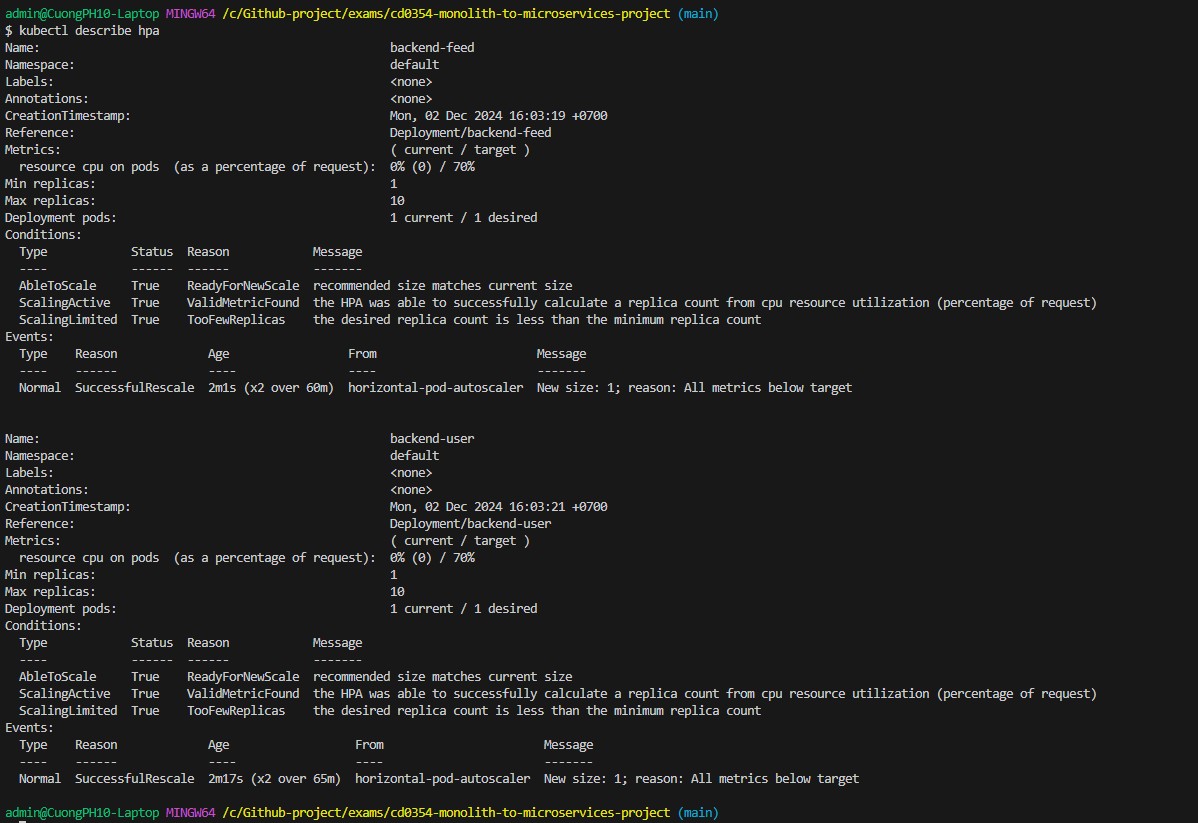 admin@CuongPH10-Laptop MINGW64 /c/Github-project/exams/cd0354-monolith-to-microservices-project (main)
$ kubectl describe hpa
Name:                                                  backend-feed
Namespace:                                             default
Labels:                                                <none>
Annotations:                                           <none>
CreationTimestamp:                                     Mon, 02 Dec 2024 16:03:19 +0700
Reference:                                             Deployment/backend-feed
Metrics:                                               ( current / target )
  resource cpu on pods  (as a percentage of request):  0% (0) / 70%
Min replicas:                                          1
Max replicas:                                          10
Deployment pods:                                       1 current / 1 desired
Conditions:
  Type            Status  Reason            Message
  ----            ------  ------            -------
  AbleToScale     True    ReadyForNewScale  recommended size matches current size
  ScalingActive   True    ValidMetricFound  the HPA was able to successfully calculate a replica count from cpu resource utilization (percentage of request)
  ScalingLimited  True    TooFewReplicas    the desired replica count is less than the minimum replica count
Events:
  Type    Reason             Age                  From                       Message
  ----    ------             ----                 ----                       -------
  Normal  SuccessfulRescale  2m1s (x2 over 60m)  horizontal-pod-autoscaler  New size: 1; reason: All metrics below target
Name:                                                  backend-user
Namespace:                                             default
Labels:                                                <none>
Annotations:                                           <none>
CreationTimestamp:                                     Mon, 02 Dec 2024 16:03:21 +0700
Reference:                                             Deployment/backend-user
Metrics:                                               ( current / target )
  resource cpu on pods  (as a percentage of request):  0% (0) / 70%
Min replicas:                                          1
Max replicas:                                          10
Deployment pods:                                       1 current / 1 desired
Conditions:
  Type            Status  Reason            Message
  ----            ------  ------            -------
  AbleToScale     True    ReadyForNewScale  recommended size matches current size
  ScalingActive   True    ValidMetricFound  the HPA was able to successfully calculate a replica count from cpu resource utilization (percentage of request)
  ScalingLimited  True    TooFewReplicas    the desired replica count is less than the minimum replica count
Events:
  Type    Reason             Age                   From                       Message
  ----    ------             ----                  ----                       -------
  Normal  SuccessfulRescale  2m17s (x2 over 65m)  horizontal-pod-autoscaler  New size: 1; reason: All metrics below target
admin@CuongPH10-Laptop MINGW64 /c/Github-project/exams/cd0354-monolith-to-microservices-project (main)